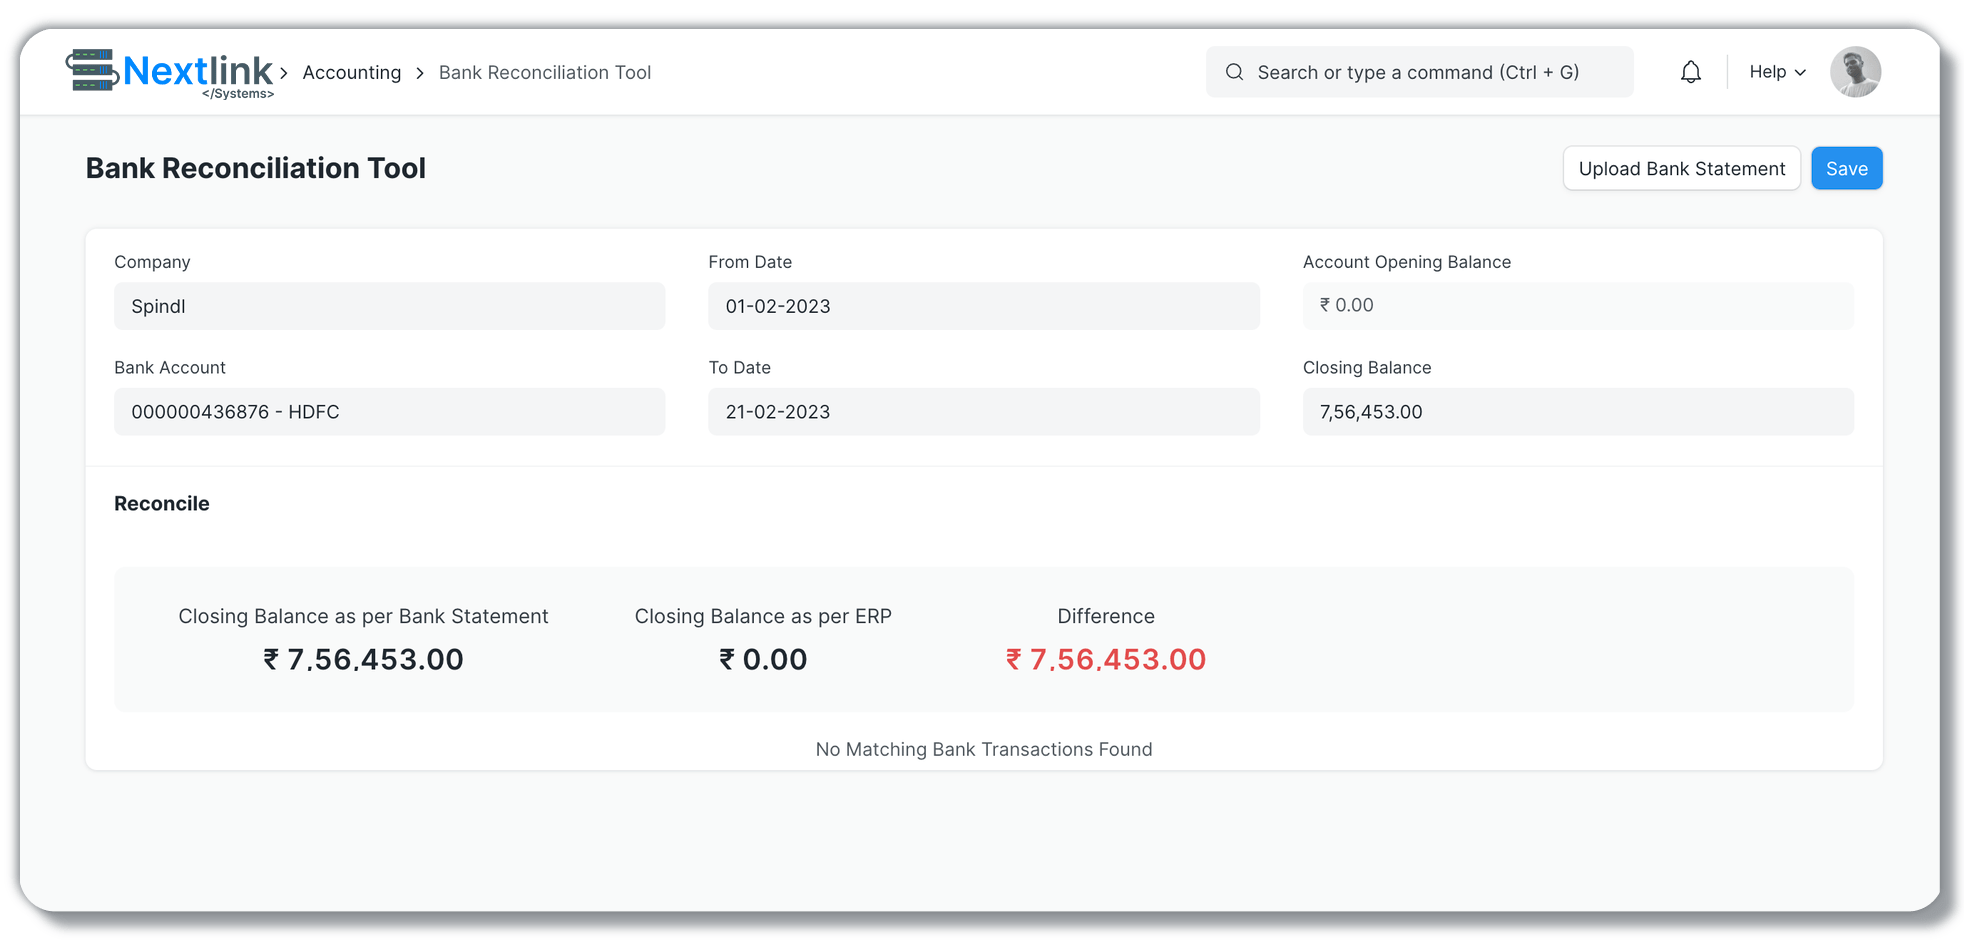 Nextlink
</Systems>
Accounting
Bank Reconciliation Tool
Search or type a command (Ctrl + G)
Help
Bank Reconciliation Tool
Upload Bank Statement
Save
Company
From Date
Account Opening Balance
Spindl
01-02-2023
₹ 0.00
Bank Account
To Date
Closing Balance
000000436876 - HDFC
21-02-2023
7,56,453.00
Reconcile
Closing Balance as per Bank Statement
Closing Balance as per ERP
Difference
₹ 7,56,453.00
₹ 0.00
₹ 7,56,453.00
No Matching Bank Transactions Found